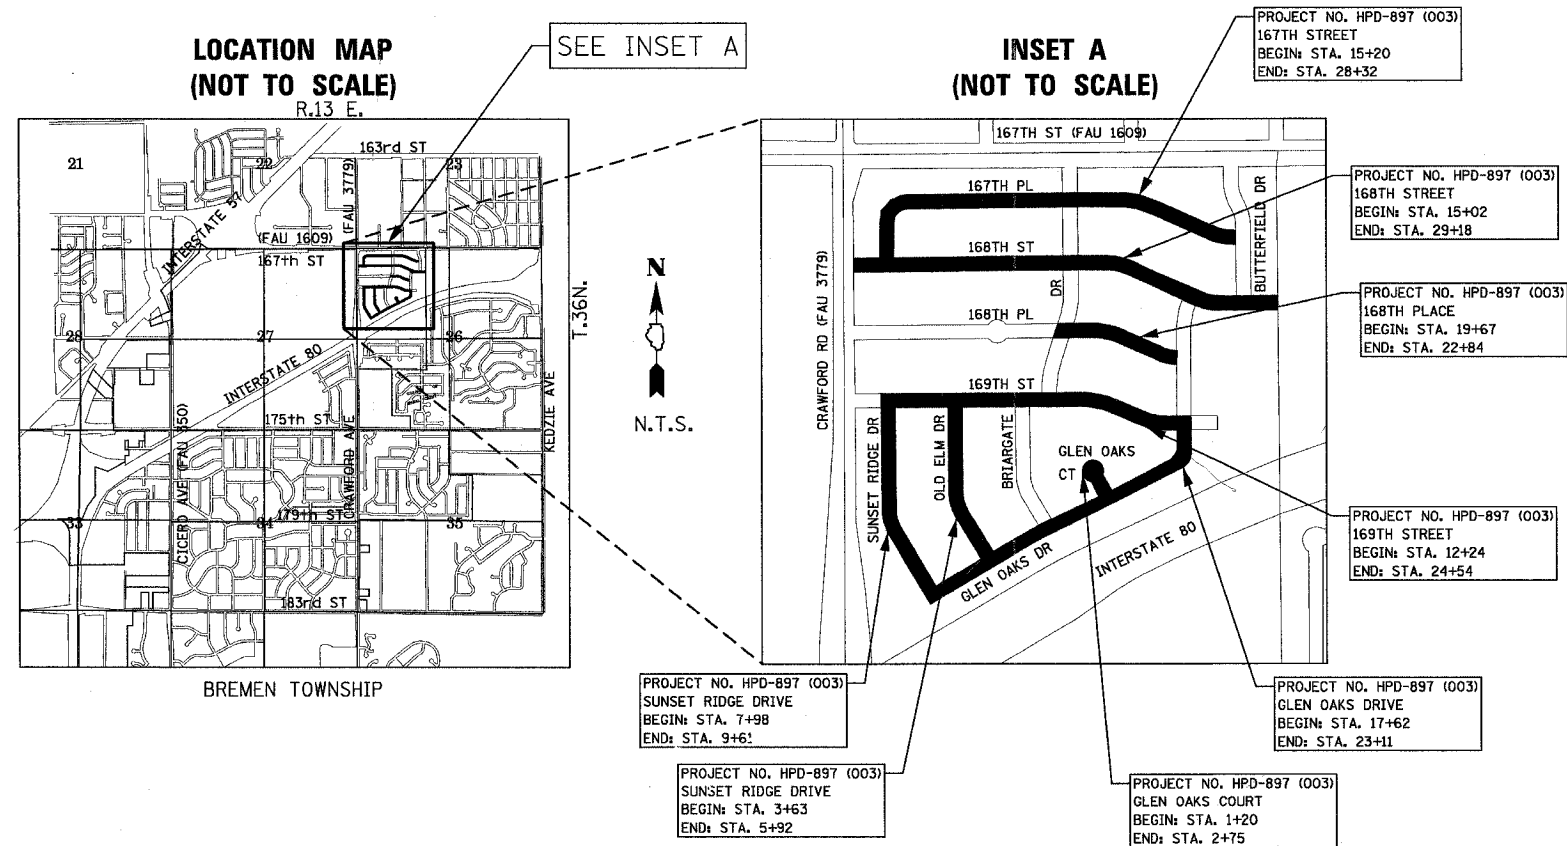 LOCATION MAP
(NOT TO SCALE)
R.13 E.
SEE INSET A
21
22
23
163rd ST
(FAU 3779)
INTERSTATE 57
(FAU 1609)
167th ST
28
27
26
T.36N.
INTERSTATE 80
175th ST
CICERO AVE (FAU 350)
CRAWFORD AVE
KEDZIE AVE
33
34
35
179th ST
183rd ST
BREMEN TOWNSHIP
N
N.T.S.
INSET A
(NOT TO SCALE)
167TH ST (FAU 1609)
167TH PL
BUTTERFIELD DR
168TH ST
CRAWFORD RD (FAU 3779)
DR
168TH PL
169TH ST
SUNSET RIDGE DR
OLD ELM DR
BRIARGATE
GLEN OAKS
CT
GLEN OAKS DR
INTERSTATE 80
PROJECT NO. HPD-897 (003)
167TH STREET
BEGIN: STA. 15+20
END: STA. 28+32
PROJECT NO. HPD-897 (003)
168TH STREET
BEGIN: STA. 15+02
END: STA. 29+18
PROJECT NO. HPD-897 (003)
168TH PLACE
BEGIN: STA. 19+67
END: STA. 22+84
PROJECT NO. HPD-897 (003)
169TH STREET
BEGIN: STA. 12+24
END: STA. 24+54
PROJECT NO. HPD-897 (003)
SUNSET RIDGE DRIVE
BEGIN: STA. 7+98
END: STA. 9+61
PROJECT NO. HPD-897 (003)
GLEN OAKS DRIVE
BEGIN: STA. 17+62
END: STA. 23+11
PROJECT NO. HPD-897 (003)
SUNSET RIDGE DRIVE
BEGIN: STA. 3+63
END: STA. 5+92
PROJECT NO. HPD-897 (003)
GLEN OAKS COURT
BEGIN: STA. 1+20
END: STA. 2+75